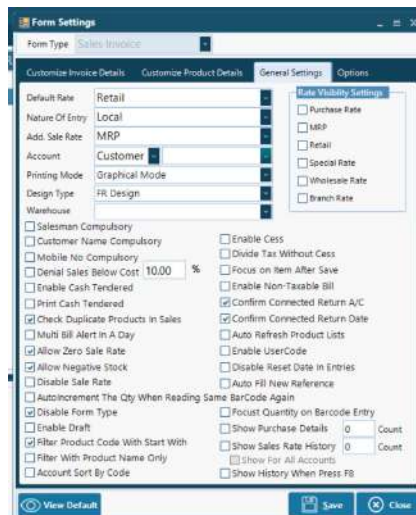 Form Settings
Form Type Sales Invoice
Customize Invoice Details Customize Product Details General Settings Options
Default Rate Retail
Nature Of Entry Local
Add. Sale Rate MRP
Account Customer
Printing Mode Graphical Mode
Design Type FR Design
Warehouse
Rate Visiblity Settings
Purchase Rate
MRP
Retail
Special Rate
Wholesale Rate
Branch Rate
Salesman Compulsory
Customer Name Compulsory
Mobile No Compulsory
Denial Sales Below Cost 10.00 %
Enable Cash Tendered
Print Cash Tendered
Check Duplicate Products In Sales
Multi Bill Alert In A Day
Allow Zero Sale Rate
Allow Negative Stock
Disable Sale Rate
AutoIncrement The Qty When Reading Same BarCode Again
Disable Form Type
Enable Draft
Filter Product Code With Start With
Filter With Product Name Only
Account Sort By Code
Enable Cess
Divide Tax Without Cess
Focus on Item After Save
Enable Non-Taxable Bill
Confirm Connected Return A/C
Confirm Connected Return Date
Auto Refresh Product Lists
Enable UserCode
Disable Reset Date in Entries
Auto Fill New Reference
Focust Quantity on Barcode Entry
Show Purchase Details 0 Count
Show Sales Rate History 0 Count
Show For All Accounts
Show History When Press F8
View Default
Save
Close